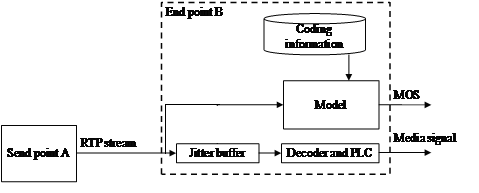 End point B
Coding
information
Model
MOS
Media signal
Send point A
RTP stream
Jitter buffer
Decoder and PLC